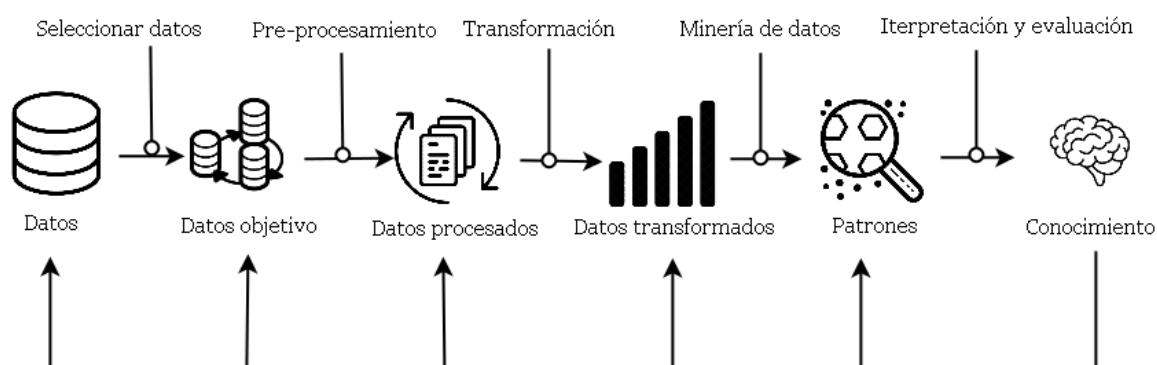 Seleccionar datos
Pre-procesamiento
Transformación
Minería de datos
Iterpretación y evaluación
Datos
Datos objetivo
Datos procesados
Datos transformados
Patrones
Conocimiento